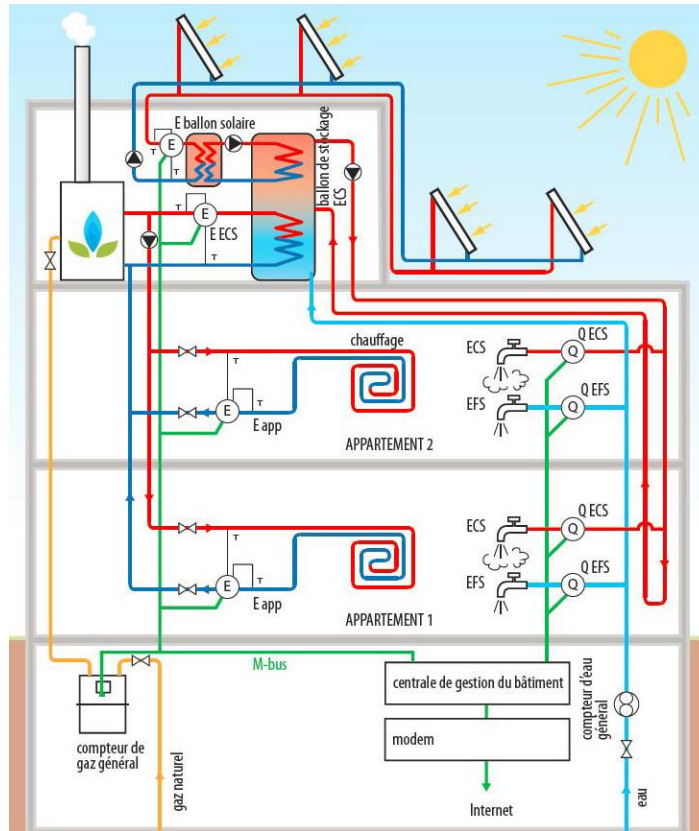 E ballon solaire
T
E
T
ballon de stockage
ECS
T
E
E ECS
T
chauffage
T
E
T
E app
APPARTEMENT 2
ECS
Q ECS
Q
EFS
Q EFS
Q
T
E
T
E app
APPARTEMENT 1
ECS
Q ECS
Q
EFS
Q EFS
Q
M-bus
compteur de
gaz général
gaz naturel
centrale de gestion du bâtiment
modem
Internet
compteur d'eau
général
eau